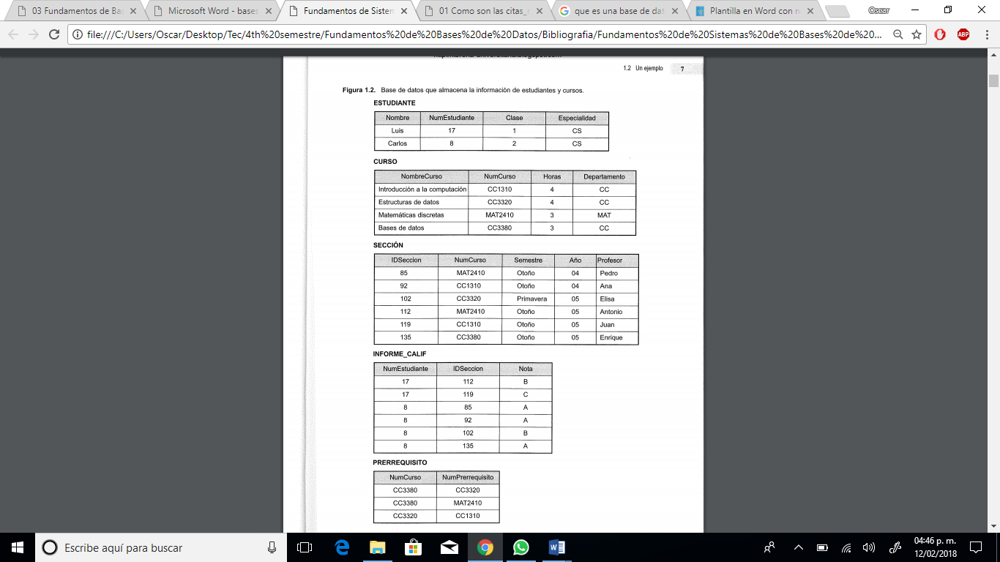 03 Fundamentos de Ba
Microsoft Word - bases
Fundamentos de Sistem
01 Como son las citas_
que es una base de dat
Plantilla en Word con n
Oscar
file:///C:/Users/Oscar/Desktop/Tec/4th%20semestre/Fundamentos%20de%20Bases%20de%20Datos/Bibliografia/Fundamentos%20de%20Sistemas%20de%20Bases%20de%20...
ABP
1.2 Un ejemplo 7
Figura 1.2. Base de datos que almacena la información de estudiantes y cursos.
ESTUDIANTE
Nombre NumEstudiante Clase Especialidad
Luis 17 1 CS
Carlos 8 2 CS
CURSO
NombreCurso NumCurso Horas Departamento
Introducción a la computación CC1310 4 CC
Estructuras de datos CC3320 4 CC
Matemáticas discretas MAT2410 3 MAT
Bases de datos CC3380 3 CC
SECCIÓN
IDSeccion NumCurso Semestre Año Profesor
85 MAT2410 Otoño 04 Pedro
92 CC1310 Otoño 04 Ana
102 CC3320 Primavera 05 Elisa
112 MAT2410 Otoño 05 Antonio
119 CC1310 Otoño 05 Juan
135 CC3380 Otoño 05 Enrique
INFORME_CALIF
NumEstudiante IDSeccion Nota
17 112 B
17 119 C
8 85 A
8 92 A
8 102 B
8 135 A
PRERREQUISITO
NumCurso NumPrerrequisito
CC3380 CC3320
CC3380 MAT2410
CC3320 CC1310
Escribe aquí para buscar
04:46 p. m.
12/02/2018